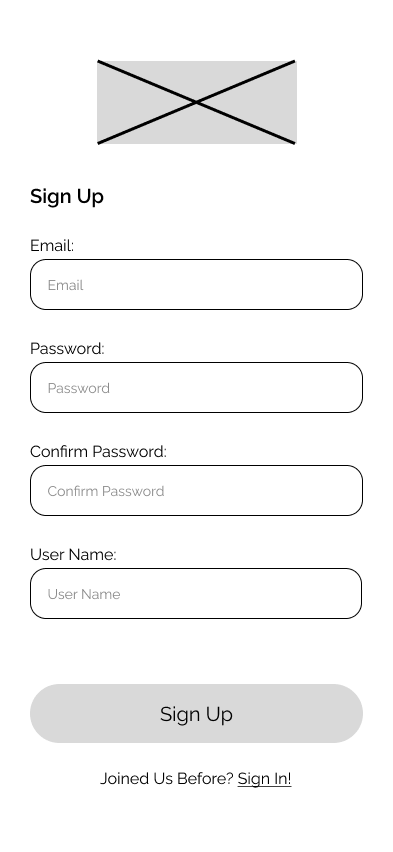 Sign Up
Email:
Email
Password:
Password
Confirm Password:
Confirm Password
User Name:
User Name
Sign Up
Joined Us Before? Sign In!